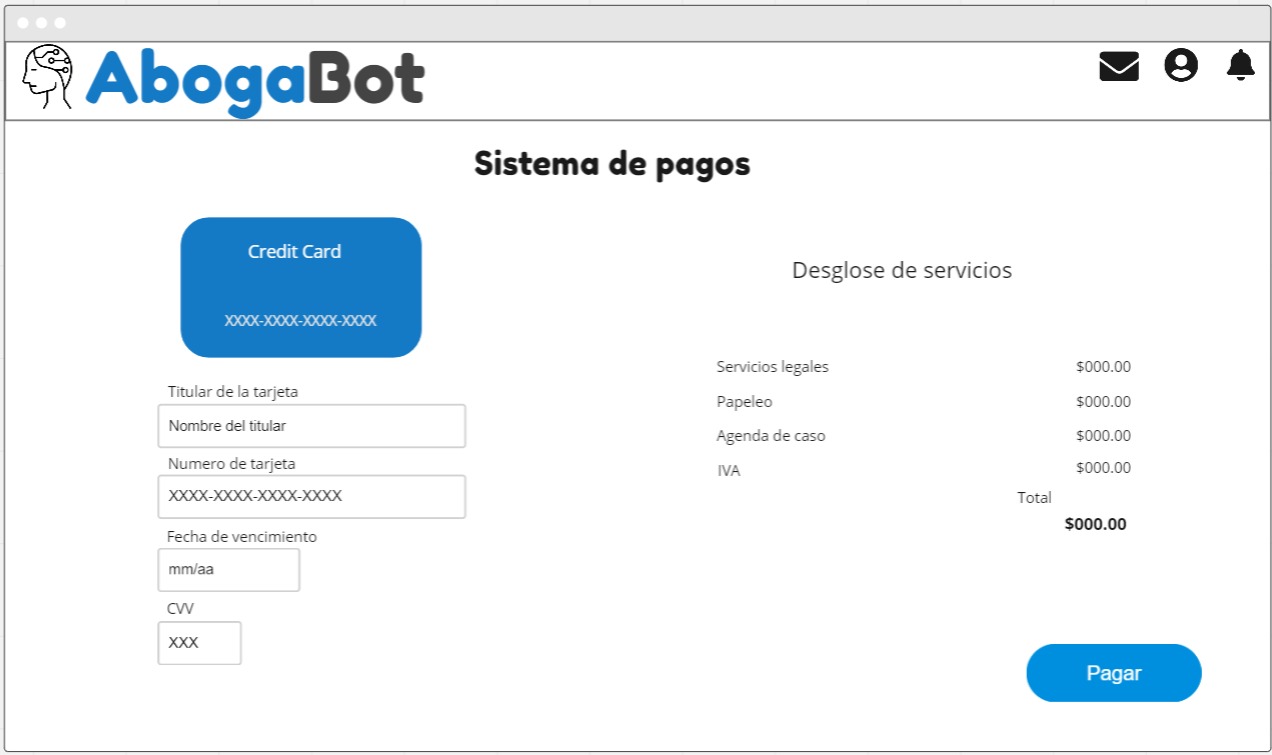 AbogaBot
Sistema de pagos
Credit Card
XXXX-XXXX-XXXX-XXXX
Titular de la tarjeta
Nombre del titular
Numero de tarjeta
XXXX-XXXX-XXXX-XXXX
Fecha de vencimiento
mm/aa
CVV
XXX
Desglose de servicios
Servicios legales $000.00
Papeleo $000.00
Agenda de caso $000.00
IVA $000.00
Total
$000.00
Pagar